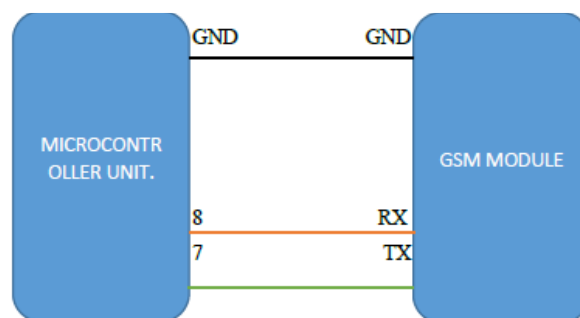 GND GND
MICROCONTR
OLLER UNIT.
GSM MODULE
8 RX
7 TX